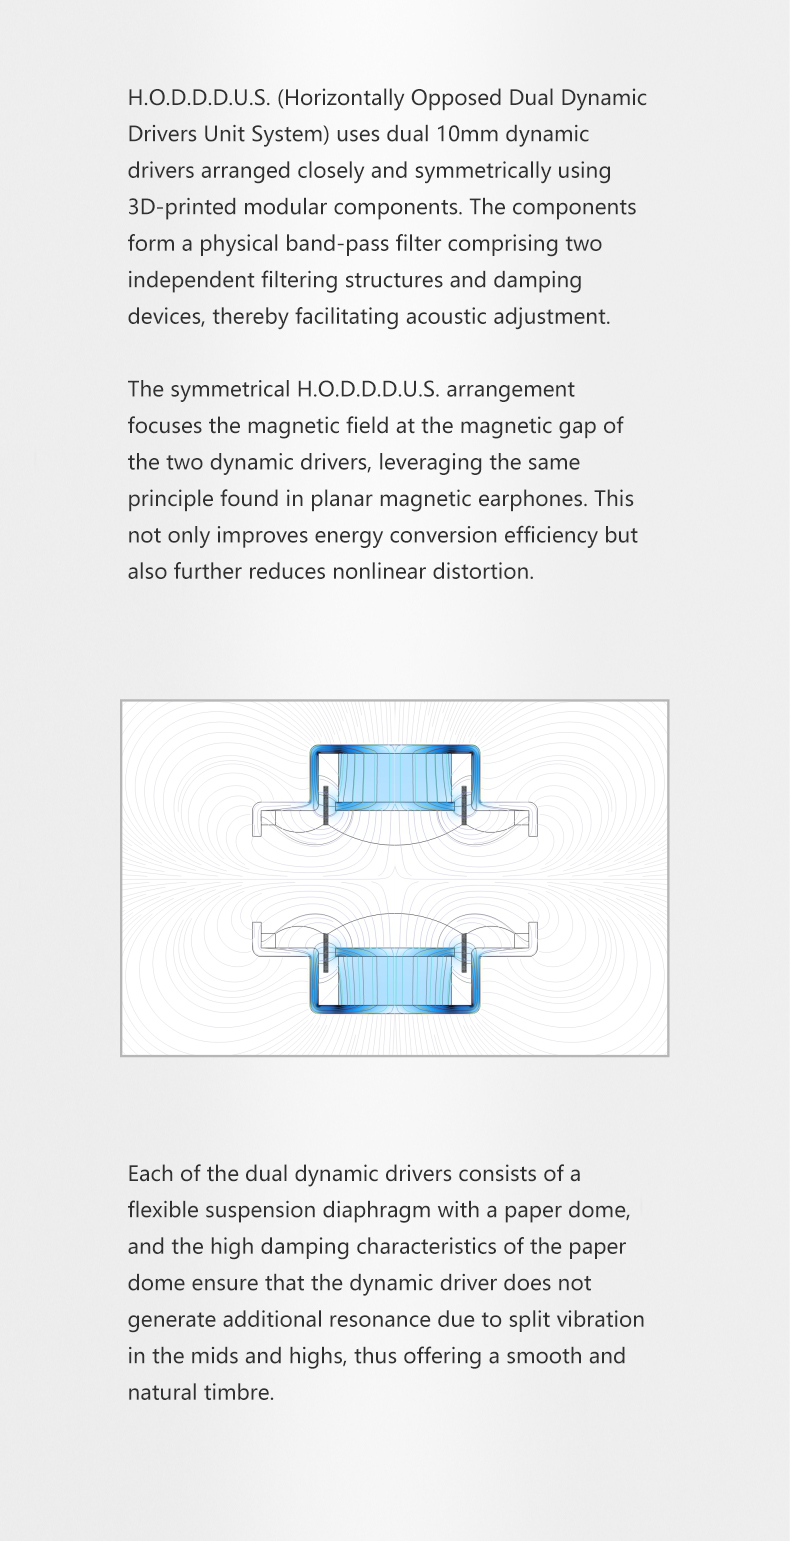 H.O.D.D.D.U.S. (Horizontally Opposed Dual Dynamic
Drivers Unit System) uses dual 10mm dynamic
drivers arranged closely and symmetrically using
3D-printed modular components. The components
form a physical band-pass filter comprising two
independent filtering structures and damping
devices, thereby facilitating acoustic adjustment.
The symmetrical H.O.D.D.D.U.S. arrangement
focuses the magnetic field at the magnetic gap of
the two dynamic drivers, leveraging the same
principle found in planar magnetic earphones. This
not only improves energy conversion efficiency but
also further reduces nonlinear distortion.
Each of the dual dynamic drivers consists of a
flexible suspension diaphragm with a paper dome,
and the high damping characteristics of the paper
dome ensure that the dynamic driver does not
generate additional resonance due to split vibration
in the mids and highs, thus offering a smooth and
natural timbre.